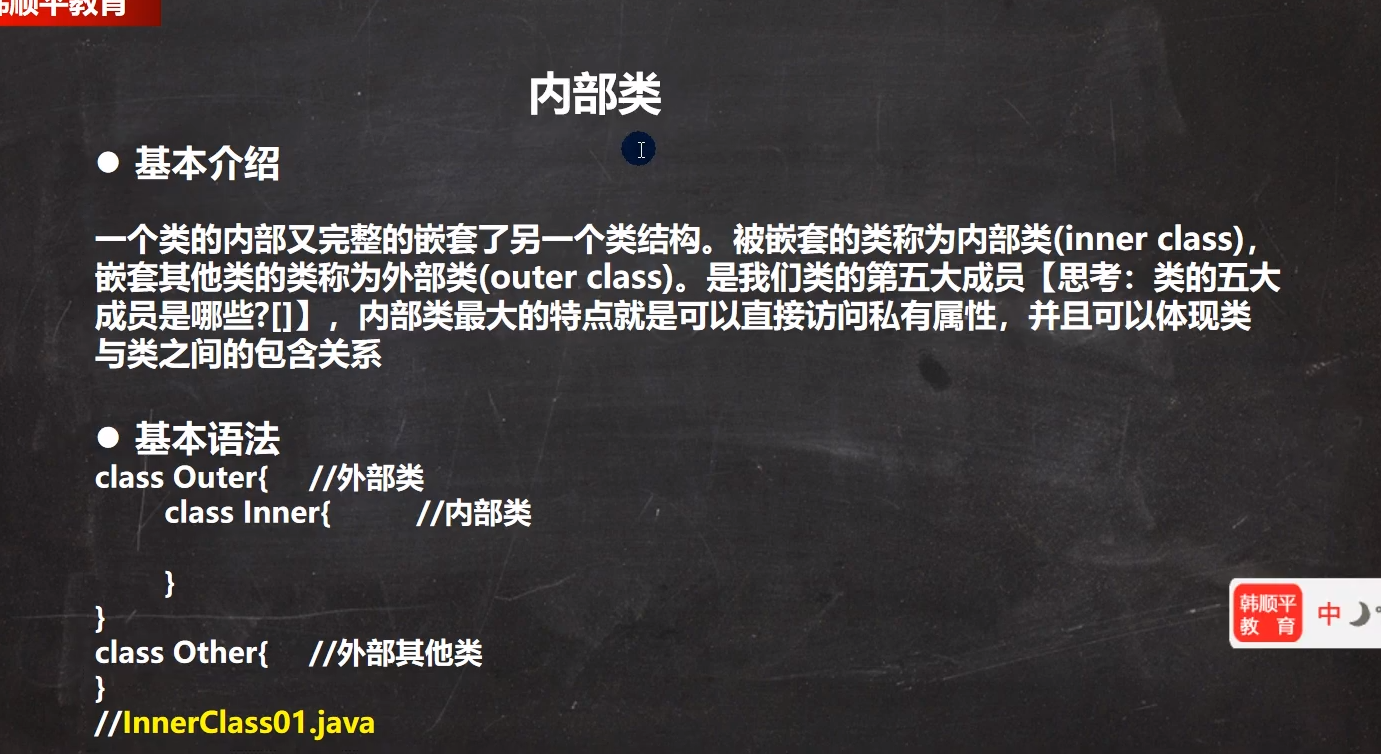 韩顺平教育
内部类
● 基本介绍
一个类的内部又完整的嵌套了另一个类结构。被嵌套的类称为内部类(inner class)，
嵌套其他类的类称为外部类(outer class)。是我们类的第五大成员【思考：类的五大
成员是哪些?[]】，内部类最大的特点就是可以直接访问私有属性，并且可以体现类
与类之间的包含关系
● 基本语法
class Outer{ //外部类
class Inner{ //内部类
}
}
class Other{ //外部其他类
}
//InnerClass01.java
韩顺平
教 育
中